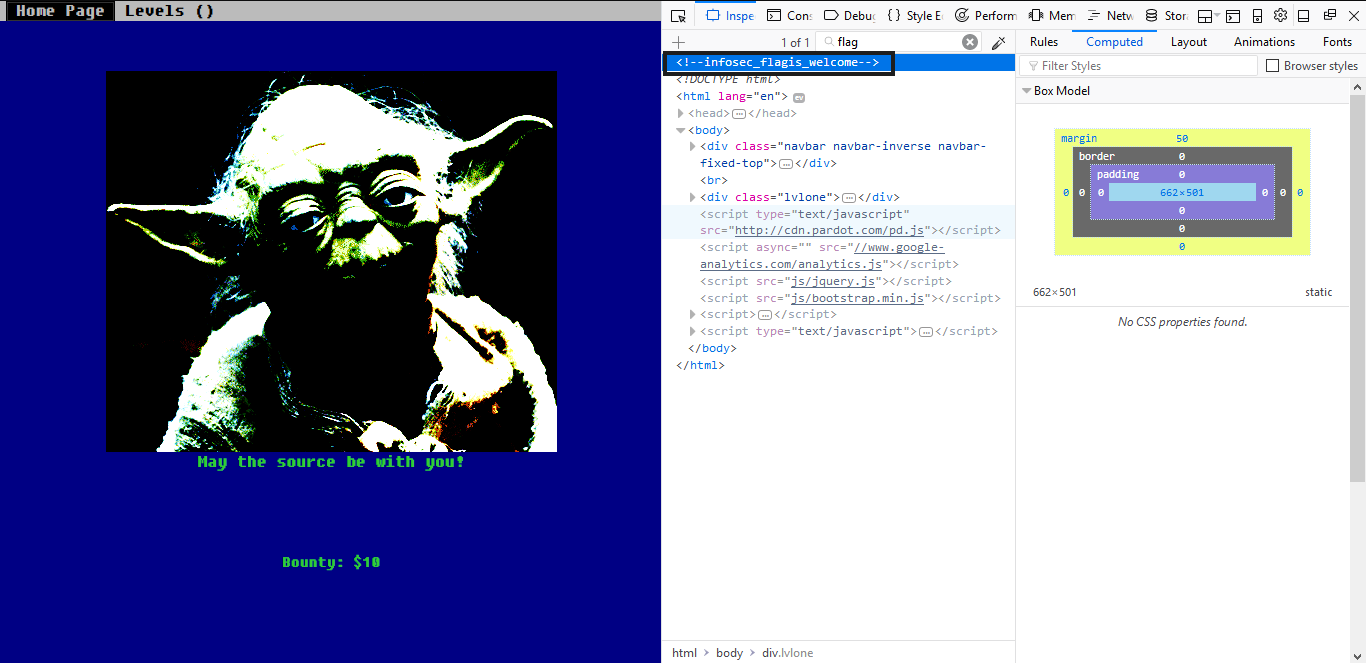 Home Page Levels ()
May the source be with you!
Bounty: $10
Inspe Cons Debug Style E Perform Mem Netw Stor
1 of 1 flag
<!--infosec_flagis_welcome-->
<!DOCTYPE html>
<html lang="en"> ev
<head> </head>
<body>
<div class="navbar navbar-inverse navbar-
fixed-top"> </div>
<br>
<div class="lvlone"> </div>
<script type="text/javascript"
src="http://cdn.pardot.com/pd.js"></script>
<script async="" src="//www.google-
analytics.com/analytics.js"></script>
<script src="js/jquery.js"></script>
<script src="js/bootstrap.min.js"></script>
<script> </script>
<script type="text/javascript"> </script>
</body>
</html>
html body div.lvlone
Rules Computed Layout Animations Fonts
Filter Styles Browser styles
Box Model
margin 50
border 0
padding 0
0 0 0 662×501 0 0 0
0
0
0
662×501 static
No CSS properties found.